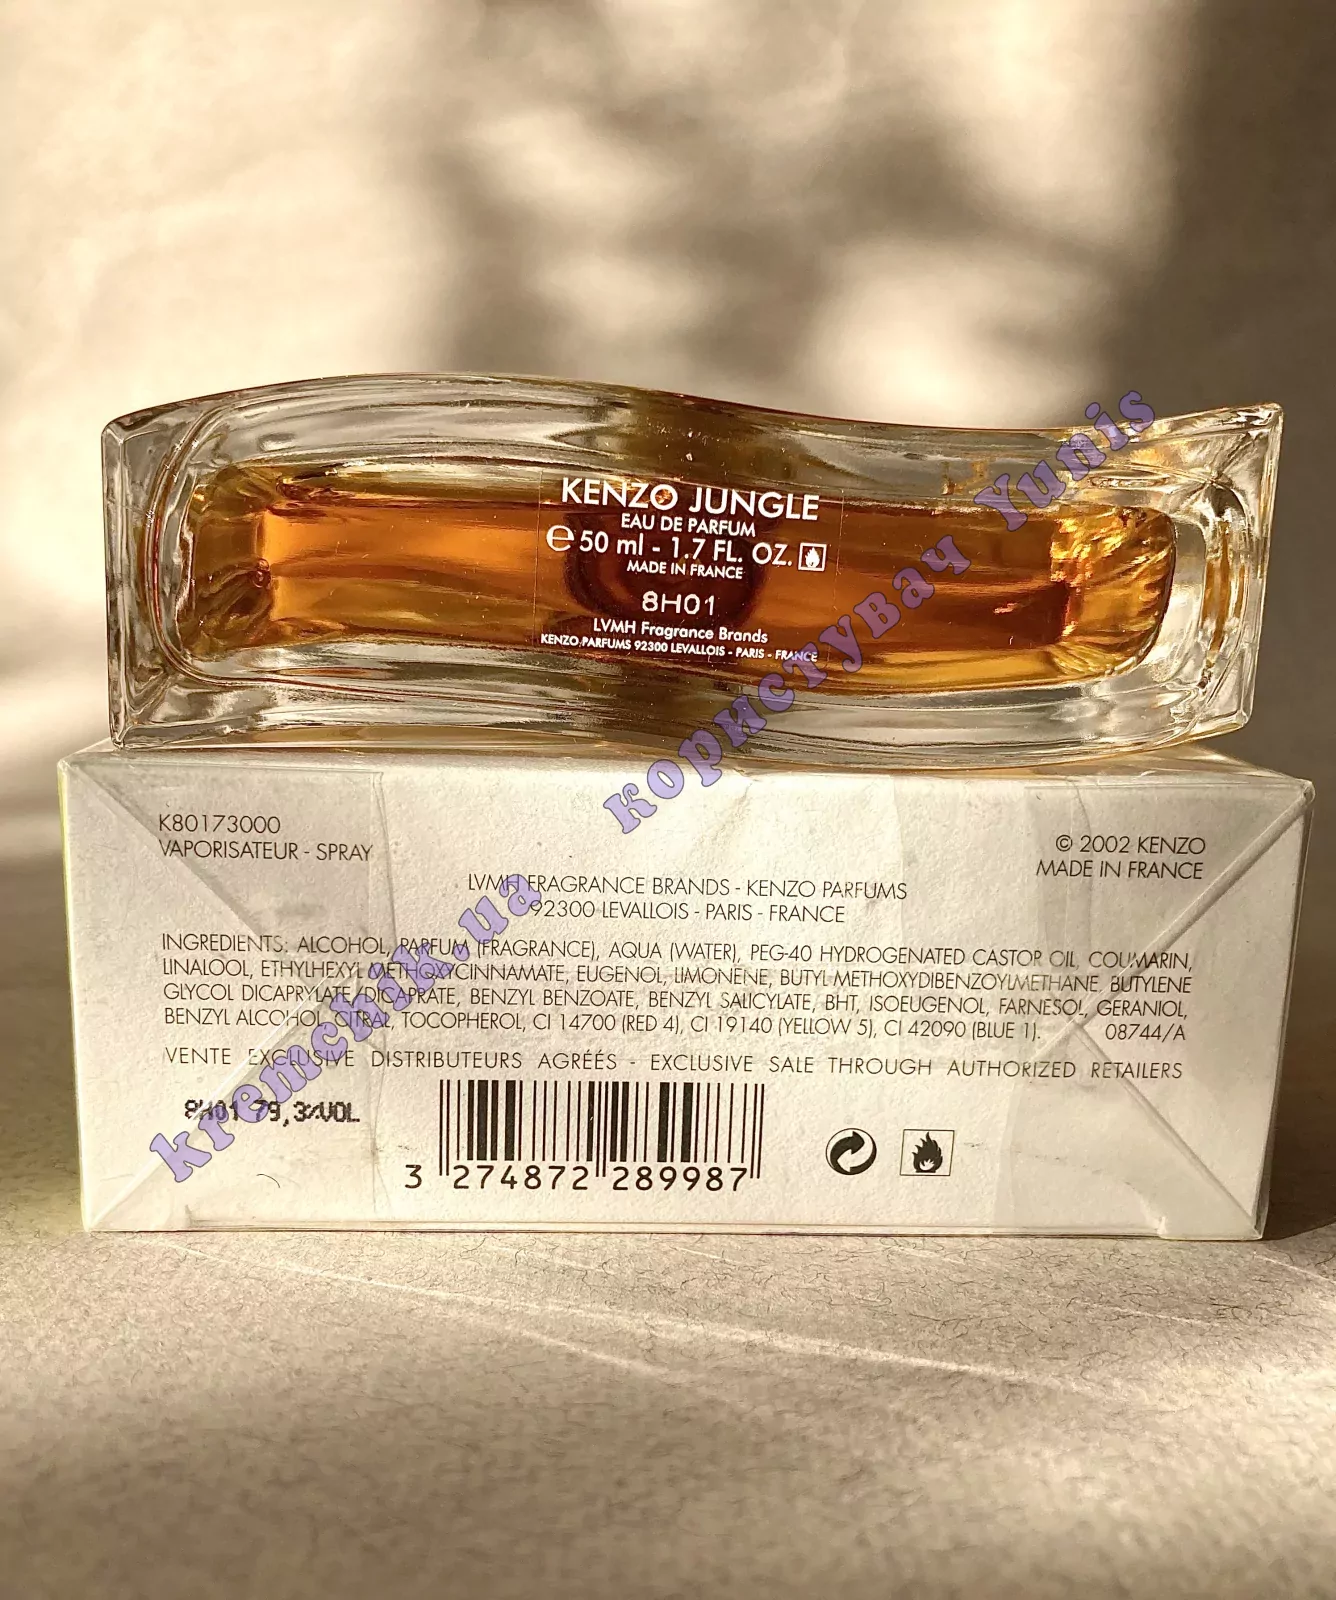 KENZO JUNGLE
EAU DE PARFUM
℮ 50 ml - 1.7 FL. OZ.
MADE IN FRANCE
8H01
LVMH Fragrance Brands
KENZO PARFUMS 92300 LEVALLOIS - PARIS - FRANCE
користувач Yunis
kremchik.ua
K80173000
VAPORISATEUR - SPRAY
© 2002 KENZO
MADE IN FRANCE
LVMH FRAGRANCE BRANDS - KENZO PARFUMS
92300 LEVALLOIS - PARIS - FRANCE
INGREDIENTS: ALCOHOL, PARFUM (FRAGRANCE), AQUA (WATER), PEG-40 HYDROGENATED CASTOR OIL, COUMARIN,
LINALOOL, ETHYLHEXYL METHOXYCINNAMATE, EUGENOL, LIMONENE, BUTYL METHOXYDIBENZOYLMETHANE, BUTYLENE
GLYCOL DICAPRYLATE/DICAPRATE, BENZYL BENZOATE, BENZYL SALICYLATE, BHT, ISOEUGENOL, FARNESOL, GERANIOL,
BENZYL ALCOHOL, CITRAL, TOCOPHEROL, CI 14700 (RED 4), CI 19140 (YELLOW 5), CI 42090 (BLUE 1). 08744/A
VENTE EXCLUSIVE DISTRIBUTEURS AGRÉÉS - EXCLUSIVE SALE THROUGH AUTHORIZED RETAILERS
8H01 79,3%VOL
3 274872 289987